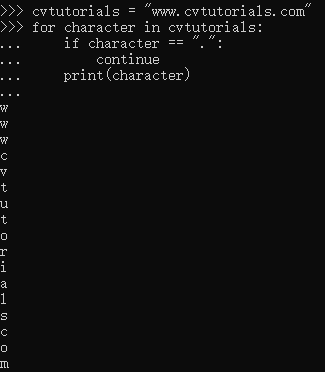 >>> cvtutorials = "www.cvtutorials.com"
>>> for character in cvtutorials:
...     if character == ".":
...         continue
...     print(character)
...
w
w
w
c
v
t
u
t
o
r
i
a
l
s
c
o
m